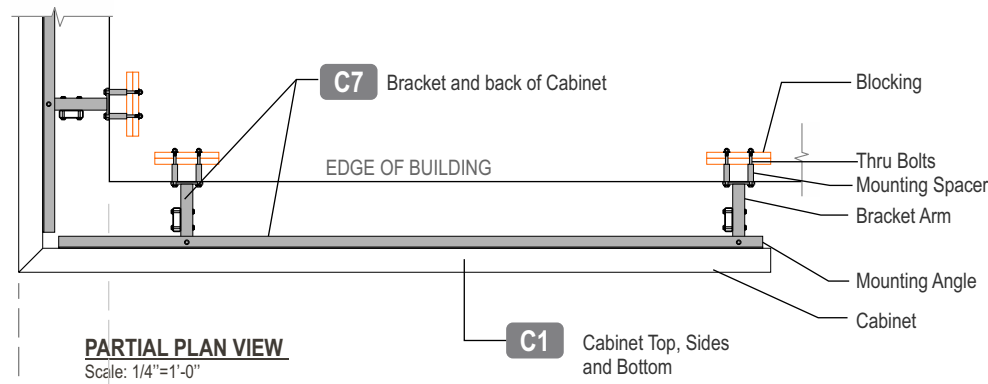 C7 Bracket and back of Cabinet
Blocking
EDGE OF BUILDING
Thru Bolts
Mounting Spacer
Bracket Arm
Mounting Angle
Cabinet
C1 Cabinet Top, Sides
and Bottom
PARTIAL PLAN VIEW
Scale: 1/4"=1'-0"